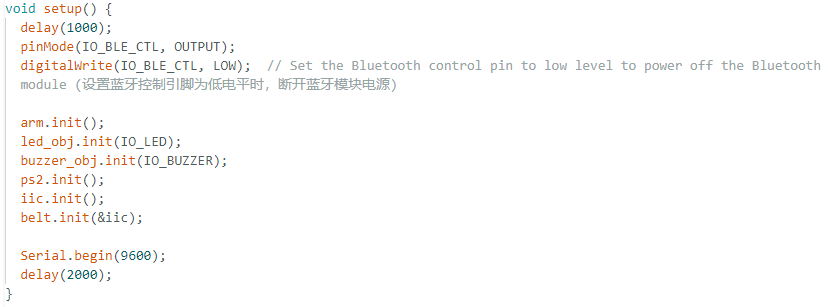 void setup() {
  delay(1000);
  pinMode(IO_BLE_CTL, OUTPUT);
  digitalWrite(IO_BLE_CTL, LOW);  // Set the Bluetooth control pin to low level to power off the Bluetooth
  module (设置蓝牙控制引脚为低电平时，断开蓝牙模块电源)

  arm.init();
  led_obj.init(IO_LED);
  buzzer_obj.init(IO_BUZZER);
  ps2.init();
  iic.init();
  belt.init(&iic);

  Serial.begin(9600);
  delay(2000);
}